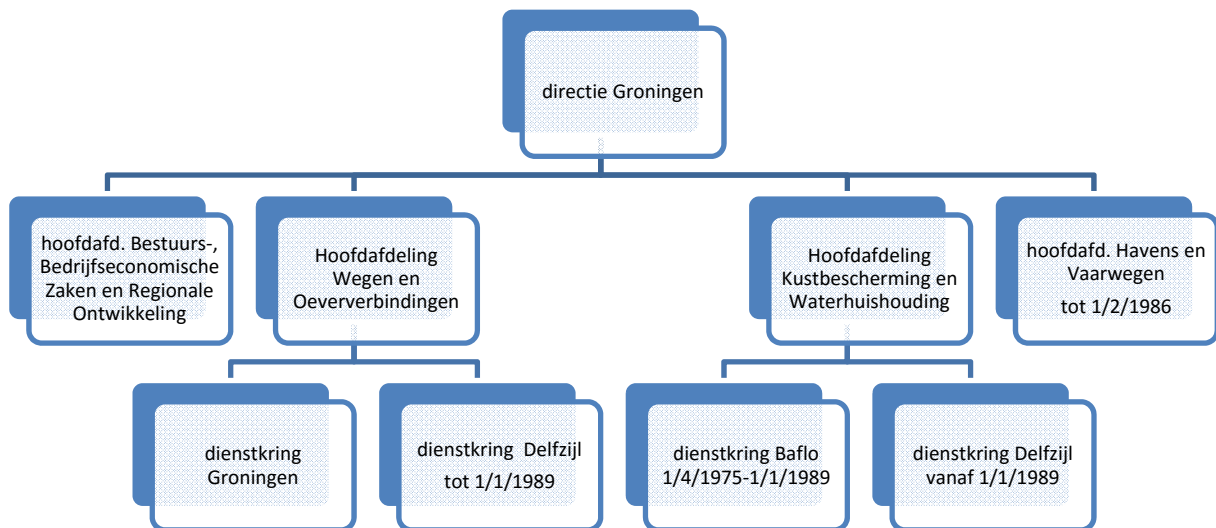 directie Groningen
hoofdafd. Bestuurs-,
Bedrijfseconomische
Zaken en Regionale
Ontwikkeling
Hoofdafdeling
Wegen en
Oeververbindingen
Hoofdafdeling
Kustbescherming en
Waterhuishouding
hoofdafd. Havens en
Vaarwegen
tot 1/2/1986
dienstkring
Groningen
dienstkring Delfzijl
tot 1/1/1989
dienstkring Baflo
1/4/1975-1/1/1989
dienstkring Delfzijl
vanaf 1/1/1989